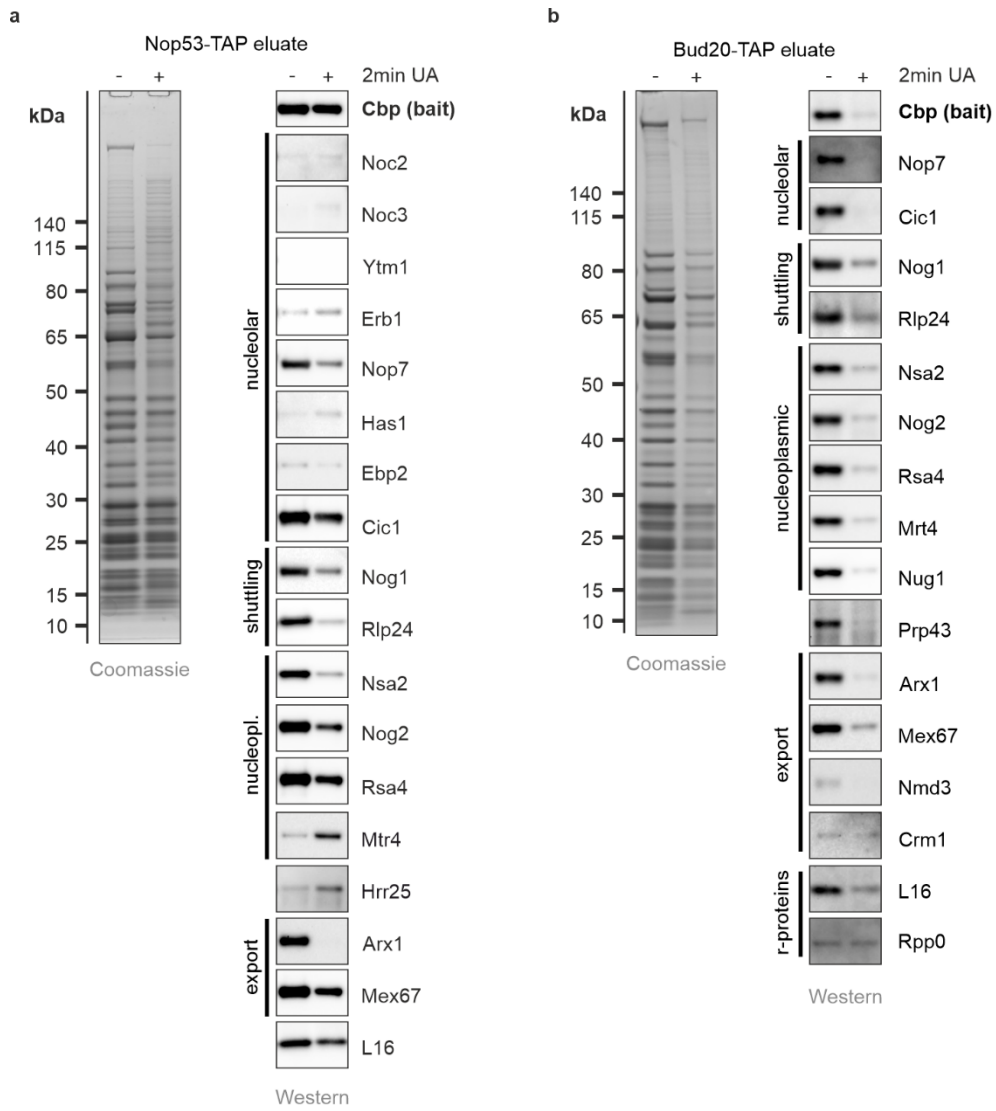 a
Nop53-TAP eluate
- +
- + 2min UA
kDa
140
115
80
65
50
40
30
25
15
10
Coomassie
Cbp (bait)
nucleolar
Noc2
Noc3
Ytm1
Erb1
Nop7
Has1
Ebp2
Cic1
shuttling
Nog1
Rlp24
nucleopl.
Nsa2
Nog2
Rsa4
Mtr4
Hrr25
export
Arx1
Mex67
L16
Western
b
Bud20-TAP eluate
- +
- + 2min UA
kDa
140
115
80
65
50
40
30
25
15
10
Coomassie
Cbp (bait)
nucleolar
Nop7
Cic1
shuttling
Nog1
Rlp24
nucleoplasmic
Nsa2
Nog2
Rsa4
Mrt4
Nug1
Prp43
export
Arx1
Mex67
Nmd3
Crm1
r-proteins
L16
Rpp0
Western